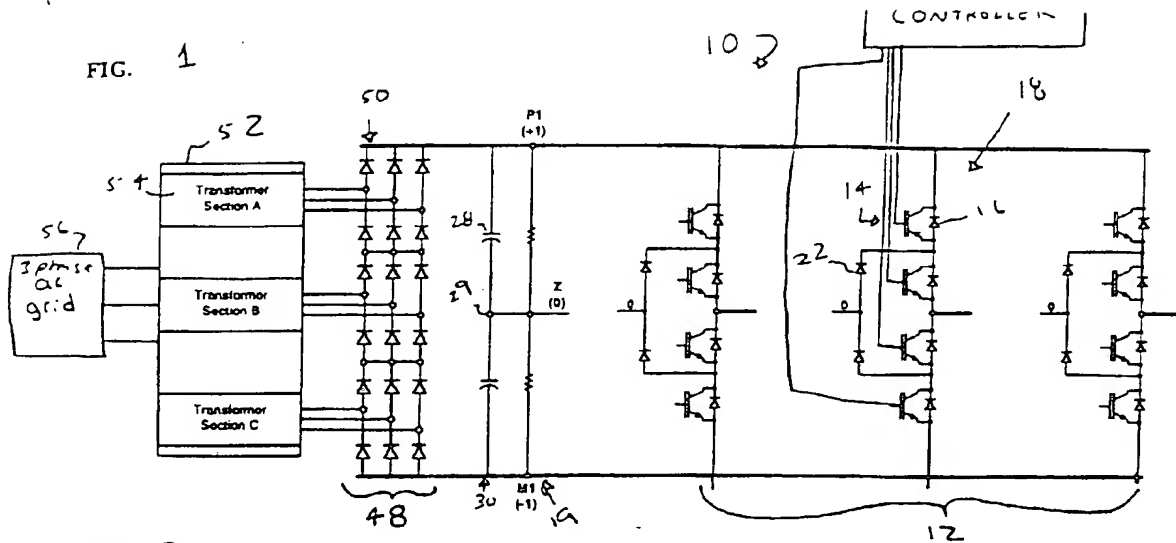 CONTROLLER
FIG. 1
10
18
50
P1
(+1)
52
54
Transformer
Section A
14
16
28
56
3 phase
ac
grid
22
29
Z
(0)
0
0
0
Transformer
Section B
Transformer
Section C
48
30
M1
(-1)
19
12